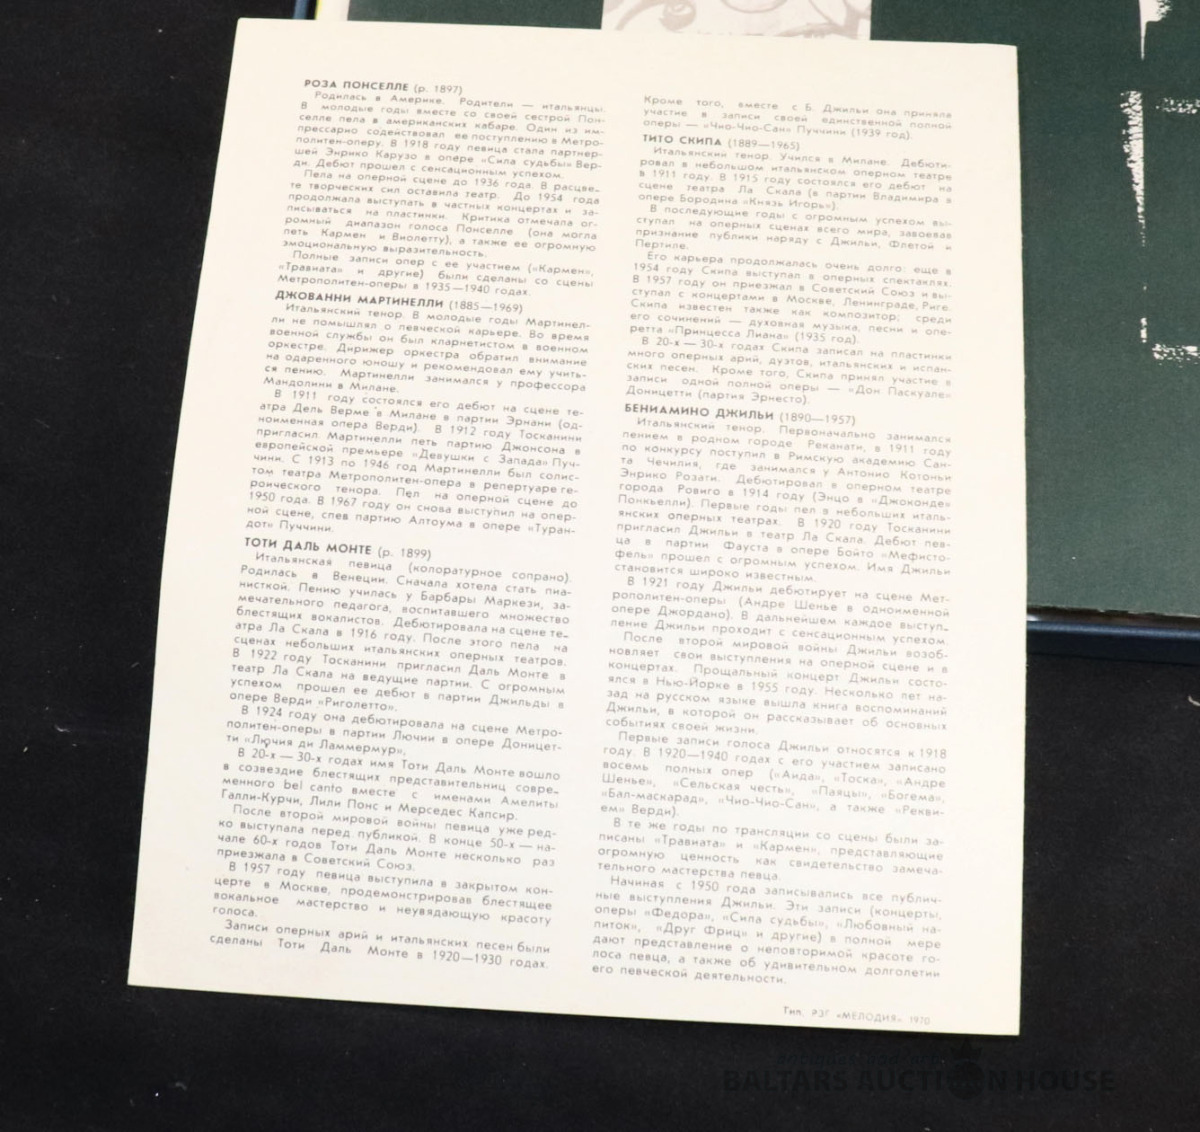 РОЗА ПОНСЕЛЛЕ (р. 1897)
Родилась в Америке. Родители — итальянцы.
В молодые годы вместе со своей сестрой Пон-
селле пела в американских кабаре. Один из им-
прессарио содействовал ее поступлению в Метро-
политен-оперу. В 1918 году певица стала партнер-
шей Энрико Карузо в опере «Сила судьбы» Вер-
ди. Дебют прошел с сенсационным успехом.
Пела на оперной сцене до 1936 года. В расцве-
те творческих сил оставила театр. До 1954 года
продолжала выступать в частных концертах и за-
писываться на пластинки. Критика отмечала ог-
ромный диапазон голоса Понселле (она могла
петь Кармен и Виолетту), а также ее огромную
эмоциональную выразительность.
Полные записи опер с ее участием («Кармен»,
«Травиата» и другие) были сделаны со сцены
Метрополитен-оперы в 1935—1940 годах.
ДЖОВАННИ МАРТИНЕЛЛИ (1885—1969)
Итальянский тенор. В молодые годы Мартинел-
ли не помышлял о певческой карьере. Во время
военной службы он был кларнетистом в военном
оркестре. Дирижер оркестра обратил внимание
на одаренного юношу и рекомендовал ему учить-
ся пению. Мартинелли занимался у профессора
Мандолини в Милане.
В 1911 году состоялся его дебют на сцене те-
атра Дель Верме в Милане в партии Эрнани (од-
ноименная опера Верди). В 1912 году Тосканини
пригласил Мартинелли петь партию Джонсона в
европейской премьере «Девушки с Запада» Пуч-
чини. С 1913 по 1946 год Мартинелли был солис-
том театра Метрополитен-опера в репертуаре ге-
роического тенора. Пел на оперной сцене до
1950 года. В 1967 году он снова выступил на опер-
ной сцене, спев партию Алтоума в опере «Туран-
дот» Пуччини.
ТОТИ ДАЛЬ МОНТЕ (р. 1899)
Итальянская певица (колоратурное сопрано).
Родилась в Венеции. Сначала хотела стать пиа-
нисткой. Пению училась у Барбары Маркези, за-
мечательного педагога, воспитавшего множество
блестящих вокалистов. Дебютировала на сцене те-
атра Ла Скала в 1916 году. После этого пела на
сценах небольших итальянских оперных театров.
В 1922 году Тосканини пригласил Даль Монте в
театр Ла Скала на ведущие партии. С огромным
успехом прошел ее дебют в партии Джильды в
опере Верди «Риголетто».
В 1924 году она дебютировала на сцене Метро-
политен-оперы в партии Лючии в опере Доницет-
ти «Лючия ди Ламмермур».
В 20-х — 30-х годах имя Тоти Даль Монте вошло
в созвездие блестящих представительниц совре-
менного bel canto вместе с именами Амелиты
Галли-Курчи, Лили Понс и Мерседес Капсир.
После второй мировой войны певица уже ред-
ко выступала перед публикой. В конце 50-х — на-
чале 60-х годов Тоти Даль Монте несколько раз
приезжала в Советский Союз.
В 1957 году певица выступила в закрытом кон-
церте в Москве, продемонстрировав блестящее
вокальное мастерство и неувядающую красоту
голоса.
Записи оперных арий и итальянских песен были
сделаны Тоти Даль Монте в 1920—1930 годах.
Кроме того, вместе с Б. Джильи она приняла
участие в записи своей единственной полной
оперы — «Чио-Чио-Сан» Пуччини (1939 год).
ТИТО СКИПА (1889—1965)
Итальянский тенор. Учился в Милане. Дебюти-
ровал в небольшом итальянском оперном театре
в 1911 году. В 1915 году состоялся его дебют на
сцене театра Ла Скала (в партии Владимира в
опере Бородина «Князь Игорь»).
В последующие годы с огромным успехом вы-
ступал на оперных сценах всего мира, завоевав
признание публики наряду с Джильи, Флетой и
Пертиле.
Его карьера продолжалась очень долго: еще в
1954 году Скипа выступал в оперных спектаклях.
В 1957 году он приезжал в Советский Союз и вы-
ступал с концертами в Москве, Ленинграде, Риге.
Скипа известен также как композитор; среди
его сочинений — духовная музыка, песни и опе-
ретта «Принцесса Лиана» (1935 год).
В 20-х — 30-х годах Скипа записал на пластинки
много оперных арий, дуэтов, итальянских и испан-
ских песен. Кроме того, Скипа принял участие в
записи одной полной оперы — «Дон Паскуале»
Доницетти (партия Эрнесто).
БЕНИАМИНО ДЖИЛЬИ (1890—1957)
Итальянский тенор. Первоначально занимался
пением в родном городе Реканати, в 1911 году
по конкурсу поступил в Римскую академию Сан-
та Чечилия, где занимался у Антонио Котоньи
Энрико Розати. Дебютировал в оперном театре
города Ровиго в 1914 году (Энцо в «Джоконде»
Понкьелли). Первые годы пел в небольших италь-
янских оперных театрах. В 1920 году Тосканини
пригласил Джильи в театр Ла Скала. Дебют пев-
ца в партии Фауста в опере Бойто «Мефисто-
фель» прошел с огромным успехом. Имя Джильи
становится широко известным.
В 1921 году Джильи дебютирует на сцене Мет-
рополитен-оперы (Андре Шенье в одноименной
опере Джордано). В дальнейшем каждое выступ-
ление Джильи проходит с сенсационным успехом.
После второй мировой войны Джильи возоб-
новляет свои выступления на оперной сцене и в
концертах. Прощальный концерт Джильи состо-
ялся в Нью-Йорке в 1955 году. Несколько лет на-
зад на русском языке вышла книга воспоминаний
Джильи, в которой он рассказывает об основных
событиях своей жизни.
Первые записи голоса Джильи относятся к 1918
году. В 1920—1940 годах с его участием записано
восемь полных опер («Аида», «Тоска», «Андре
Шенье», «Сельская честь», «Паяцы», «Богема»,
«Бал-маскарад», «Чио-Чио-Сан», а также «Рекви-
ем» Верди).
В те же годы по трансляции со сцены были за-
писаны «Травиата» и «Кармен», представляющие
огромную ценность как свидетельство замеча-
тельного мастерства певца.
Начиная с 1950 года записывались все публич-
ные выступления Джильи. Эти записи (концерты,
оперы «Федора», «Сила судьбы», «Любовный на-
питок», «Друг Фриц» и другие) в полной мере
дают представление о неповторимой красоте го-
лоса певца, а также об удивительном долголетии
его певческой деятельности.
Тип. РЭГ «МЕЛОДИЯ» 1970
BALTARS AUCTION HOUSE